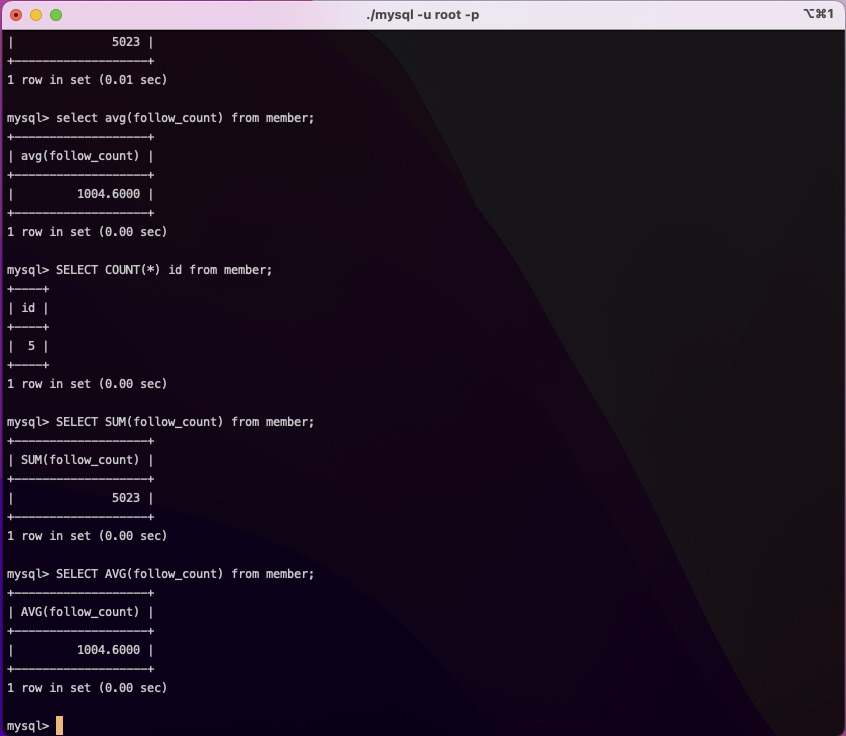 ./mysql -u root -p
⌥⌘1
|              5023 |
+-------------------+
1 row in set (0.01 sec)

mysql> select avg(follow_count) from member;
+-------------------+
| avg(follow_count) |
+-------------------+
|         1004.6000 |
+-------------------+
1 row in set (0.00 sec)

mysql> SELECT COUNT(*) id from member;
+----+
| id |
+----+
|  5 |
+----+
1 row in set (0.00 sec)

mysql> SELECT SUM(follow_count) from member;
+-------------------+
| SUM(follow_count) |
+-------------------+
|              5023 |
+-------------------+
1 row in set (0.00 sec)

mysql> SELECT AVG(follow_count) from member;
+-------------------+
| AVG(follow_count) |
+-------------------+
|         1004.6000 |
+-------------------+
1 row in set (0.00 sec)

mysql>